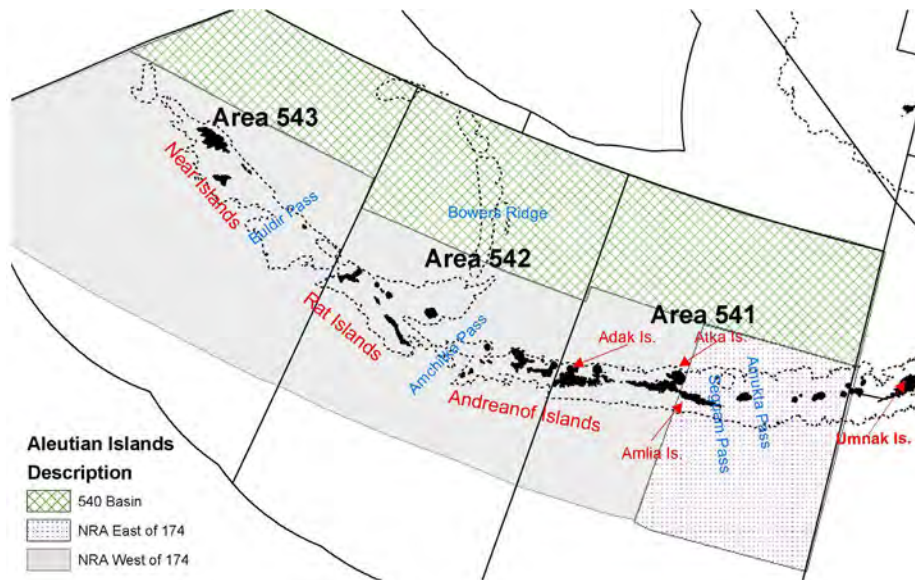 Area 543
Near Islands
Buldir Pass
Bowers Ridge
Area 542
Rat Islands
Amchitka Pass
Area 541
Adak Is.
Atka Is.
Andreanof Islands
Seguam Pass
Amukta Pass
Amlia Is.
Umnak Is.
Aleutian Islands
Description
540 Basin
NRA East of 174
NRA West of 174